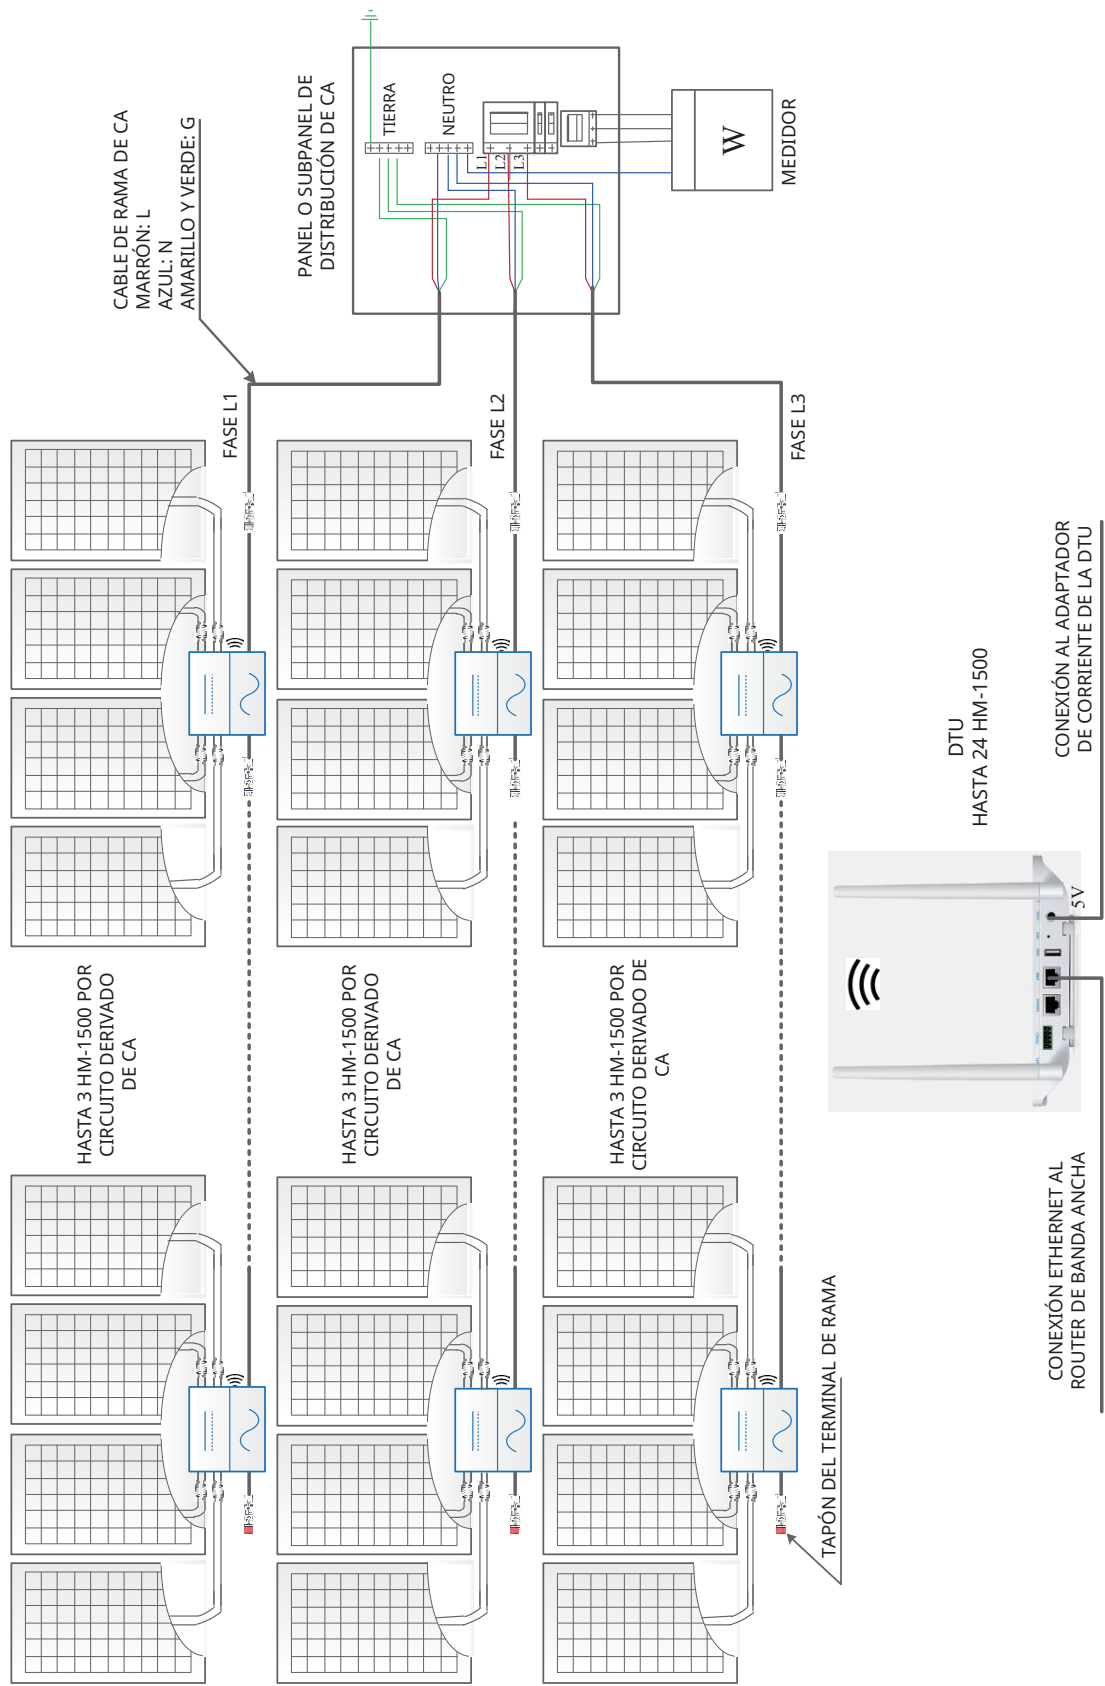 CABLE DE RAMA DE CA
MARRÓN: L
AZUL: N
AMARILLO Y VERDE: G
PANEL O SUBPANEL DE
DISTRIBUCIÓN DE CA
TIERRA
NEUTRO
L1
L2
L3
W
MEDIDOR
FASE L1
FASE L2
FASE L3
HASTA 3 HM-1500 POR
CIRCUITO DERIVADO
DE CA
HASTA 3 HM-1500 POR
CIRCUITO DERIVADO
DE CA
HASTA 3 HM-1500 POR
CIRCUITO DERIVADO DE
CA
DTU
HASTA 24 HM-1500
CONEXIÓN AL ADAPTADOR
DE CORRIENTE DE LA DTU
5V
CONEXIÓN ETHERNET AL
ROUTER DE BANDA ANCHA
TAPÓN DEL TERMINAL DE RAMA